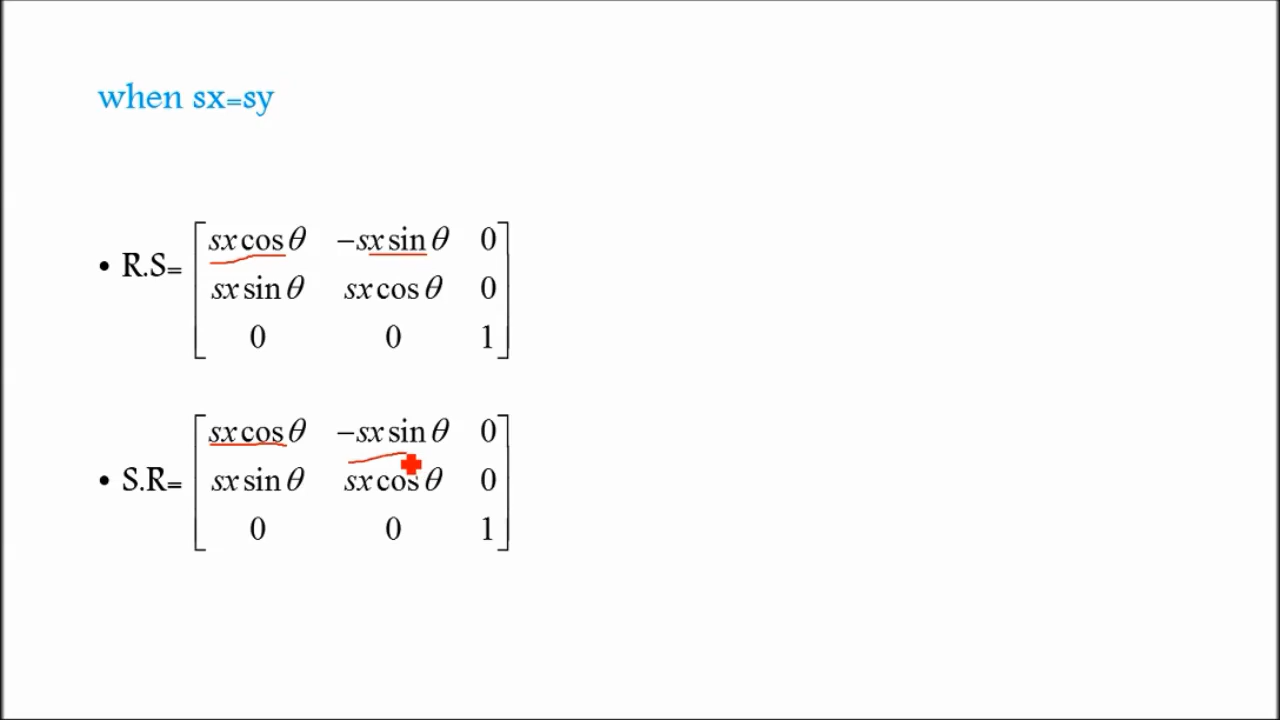 when sx=sy
• R.S= [ sx cos θ −sx sin θ 0
sx sin θ sx cos θ 0
0 0 1 ]
• S.R= [ sx cos θ −sx sin θ 0
sx sin θ sx cos θ 0
0 0 1 ]